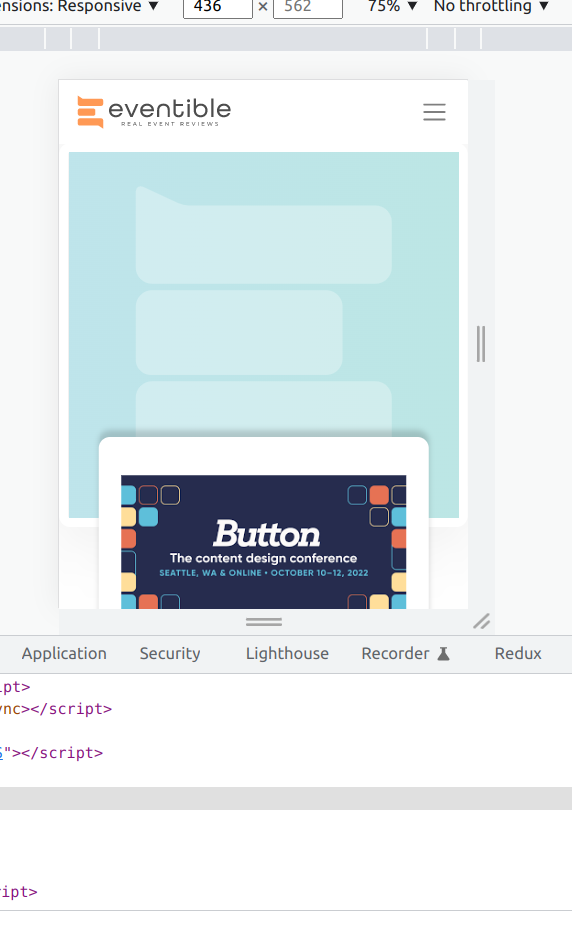 ensions: Responsive ▼ 436 × 562 75% ▼ No throttling ▼
eventible
REAL EVENT REVIEWS
Button
The content design conference
SEATTLE, WA & ONLINE • OCTOBER 10–12, 2022
Application Security Lighthouse Recorder Redux
ipt>
ync></script>
"></script>
ript>